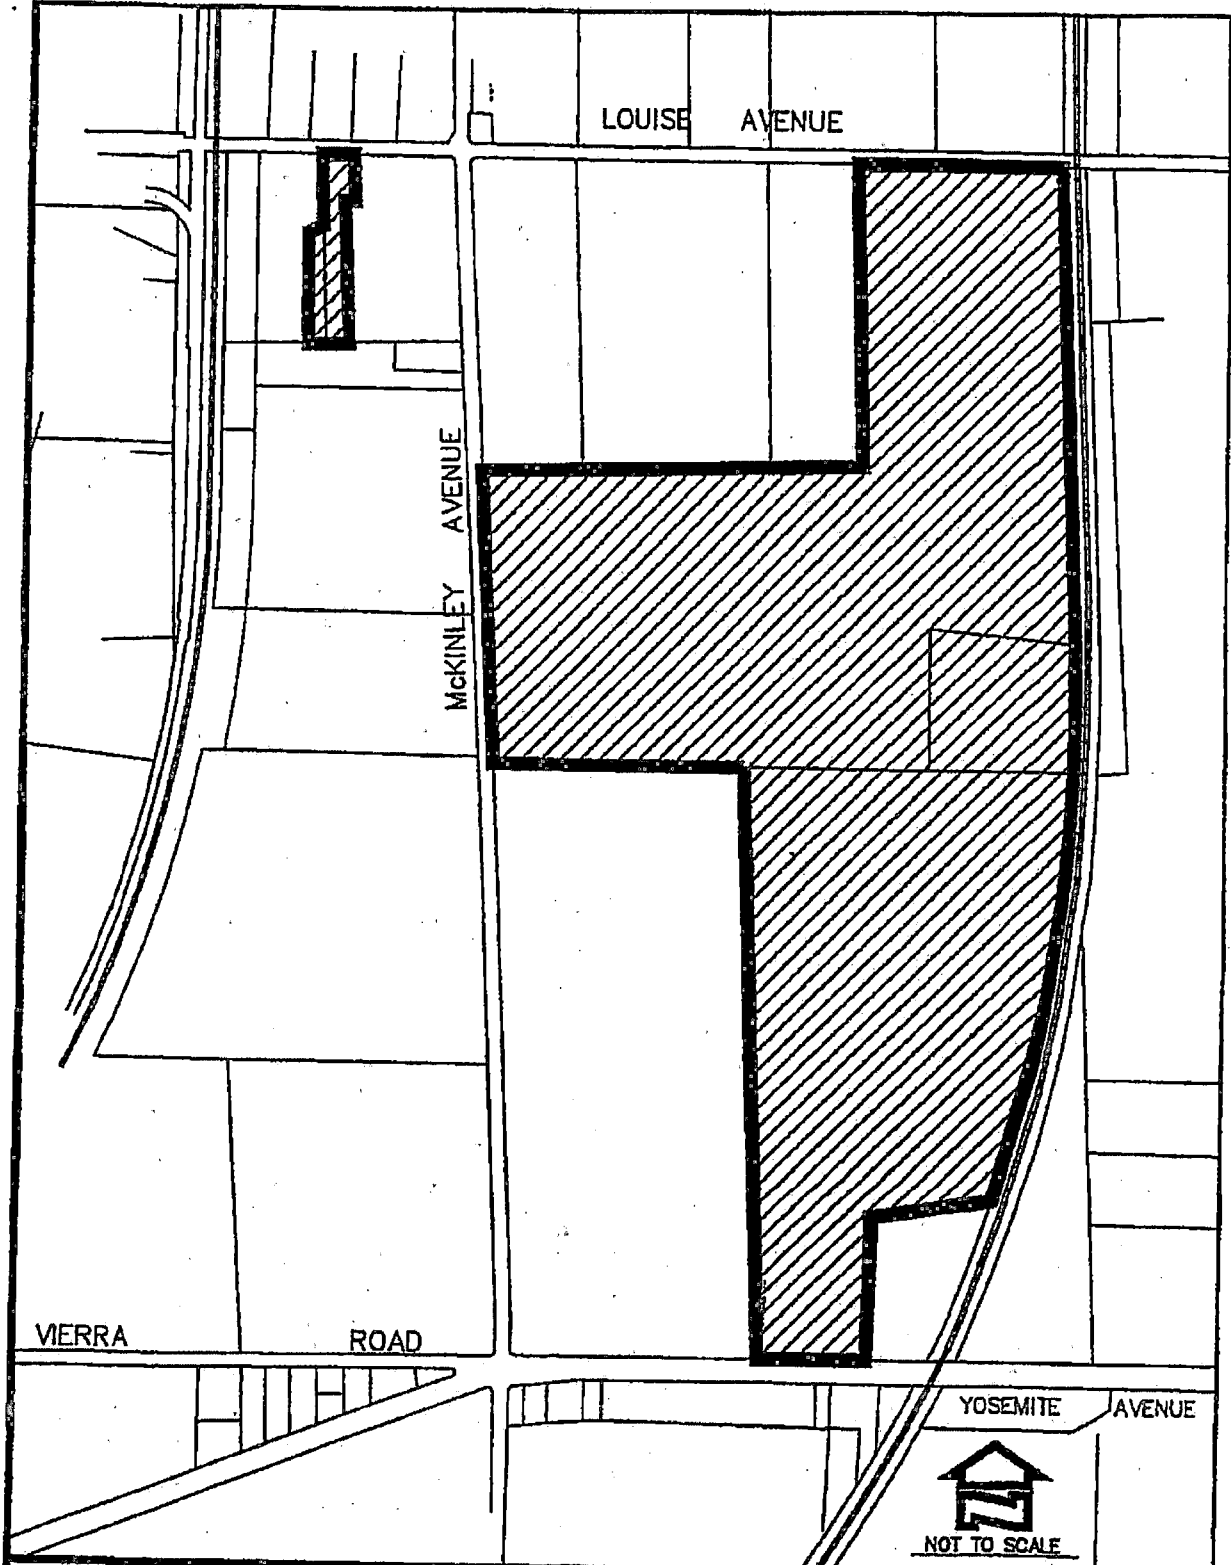 LOUISE AVENUE
McKINLEY AVENUE
VIERRA ROAD
YOSEMITE AVENUE
N
NOT TO SCALE